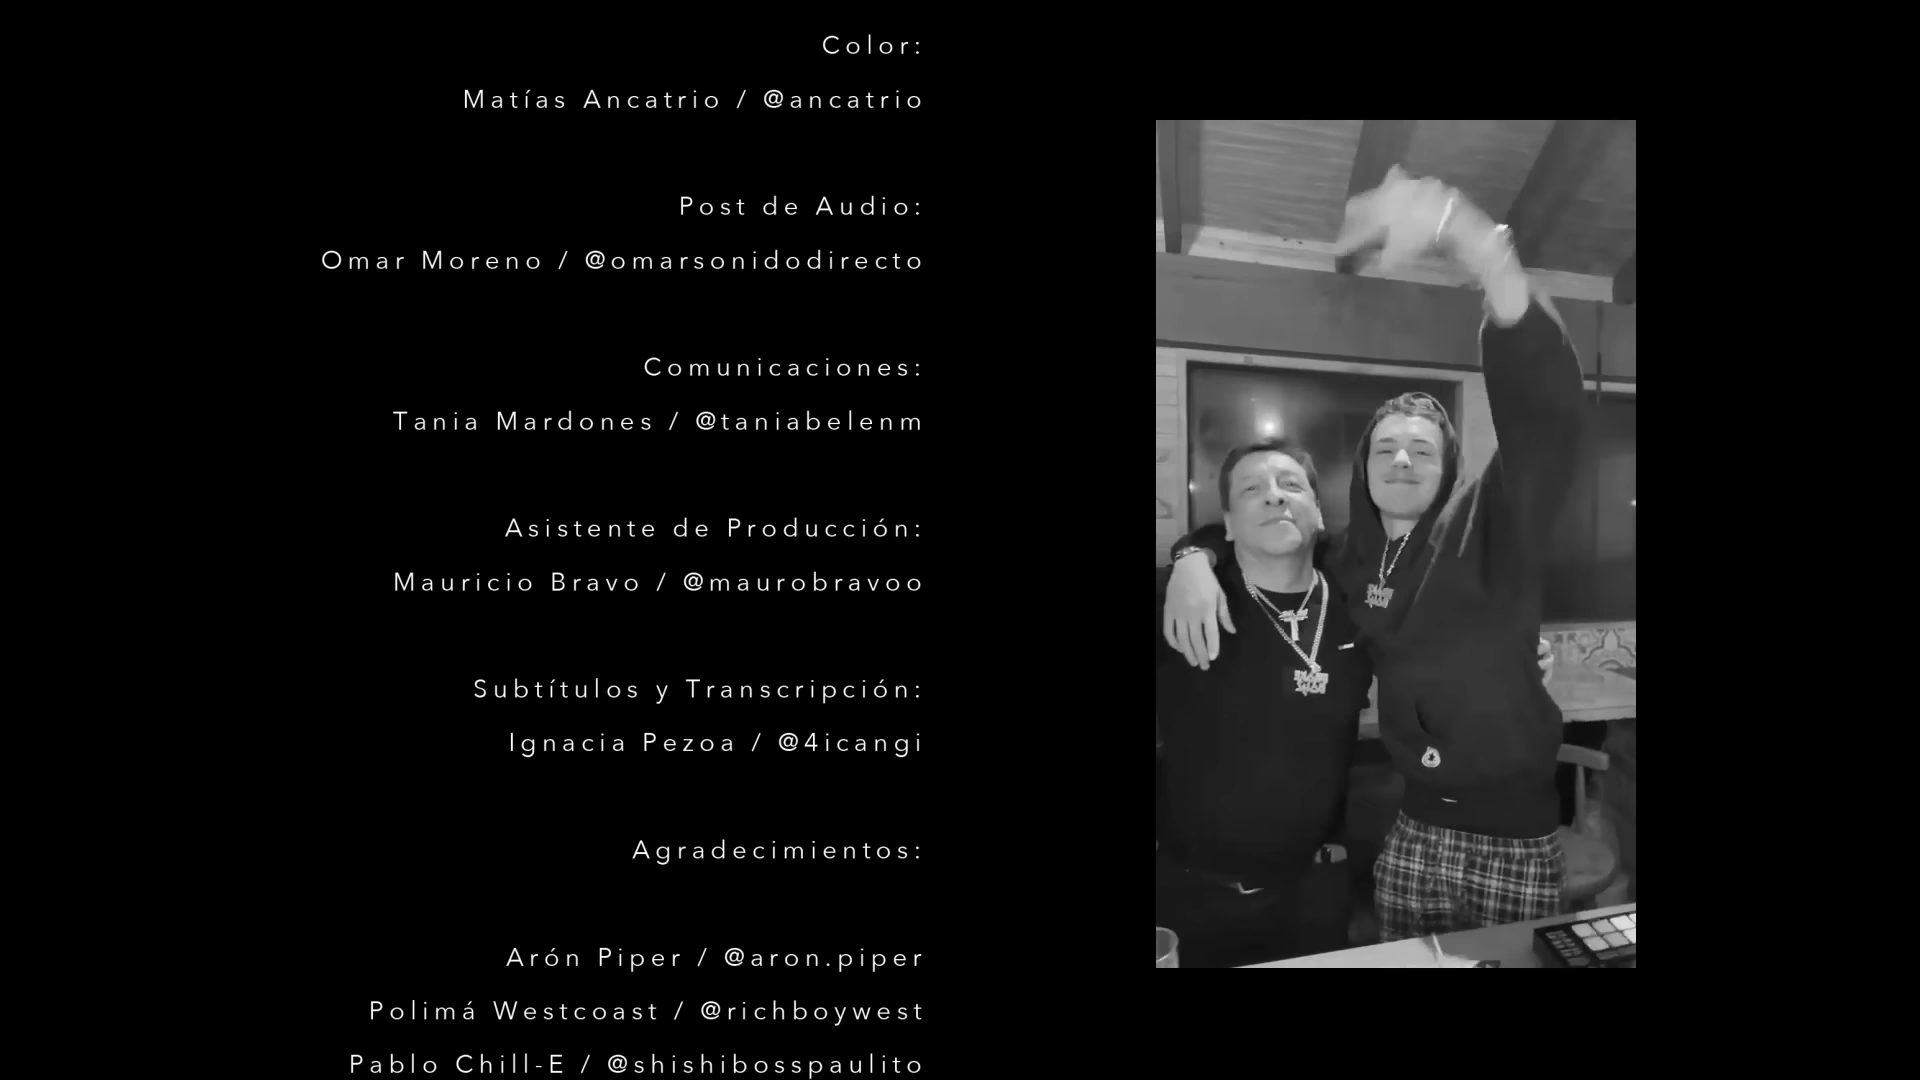 Color:
Matías Ancatrio / @ancatrio
Post de Audio:
Omar Moreno / @omarsonidodirecto
Comunicaciones:
Tania Mardones / @taniabelenm
Asistente de Producción:
Mauricio Bravo / @maurobravoo
Subtítulos y Transcripción:
Ignacia Pezoa / @4icangi
Agradecimientos:
Arón Piper / @aron.piper
Polimá Westcoast / @richboywest
Pablo Chill-E / @shishibosspaulito